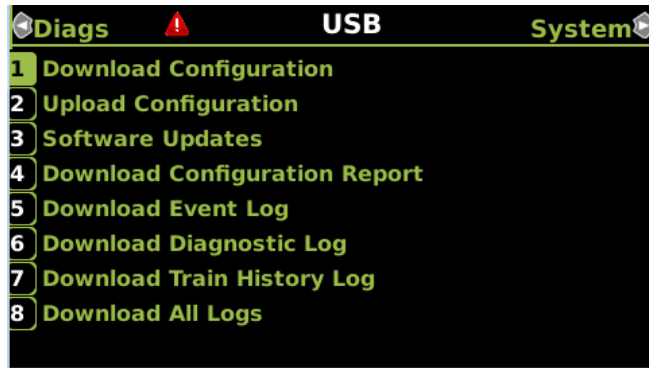 Diags USB System
1 Download Configuration
2 Upload Configuration
3 Software Updates
4 Download Configuration Report
5 Download Event Log
6 Download Diagnostic Log
7 Download Train History Log
8 Download All Logs